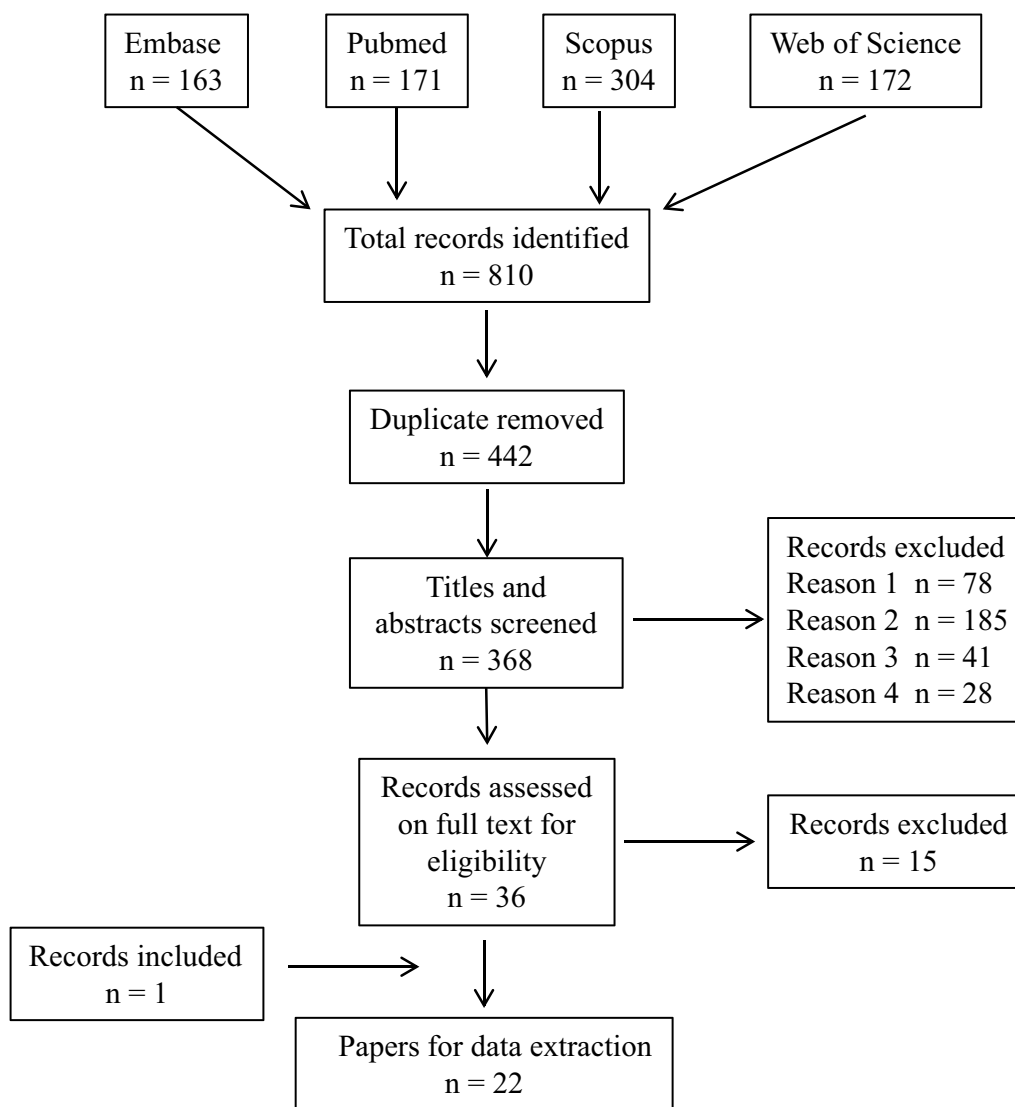 Embase
n = 163
Pubmed
n = 171
Scopus
n = 304
Web of Science
n = 172
Total records identified
n = 810
Duplicate removed
n = 442
Titles and
abstracts screened
n = 368
Records excluded
Reason 1 n = 78
Reason 2 n = 185
Reason 3 n = 41
Reason 4 n = 28
Records assessed
on full text for
eligibility
n = 36
Records excluded
n = 15
Records included
n = 1
Papers for data extraction
n = 22